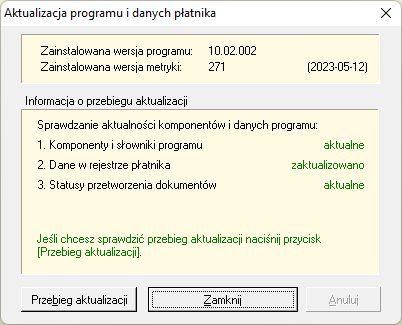 Aktualizacja programu i danych płatnika
Zainstalowana wersja programu: 10.02.002
Zainstalowana wersja metryki: 271 (2023-05-12)
Informacja o przebiegu aktualizacji
Sprawdzanie aktualności komponentów i danych programu:
1. Komponenty i słowniki programu aktualne
2. Dane w rejestrze płatnika zaktualizowano
3. Statusy przetworzenia dokumentów aktualne
Jeśli chcesz sprawdzić przebieg aktualizacji naciśnij przycisk
[Przebieg aktualizacji].
Przebieg aktualizacji Zamknij Anuluj